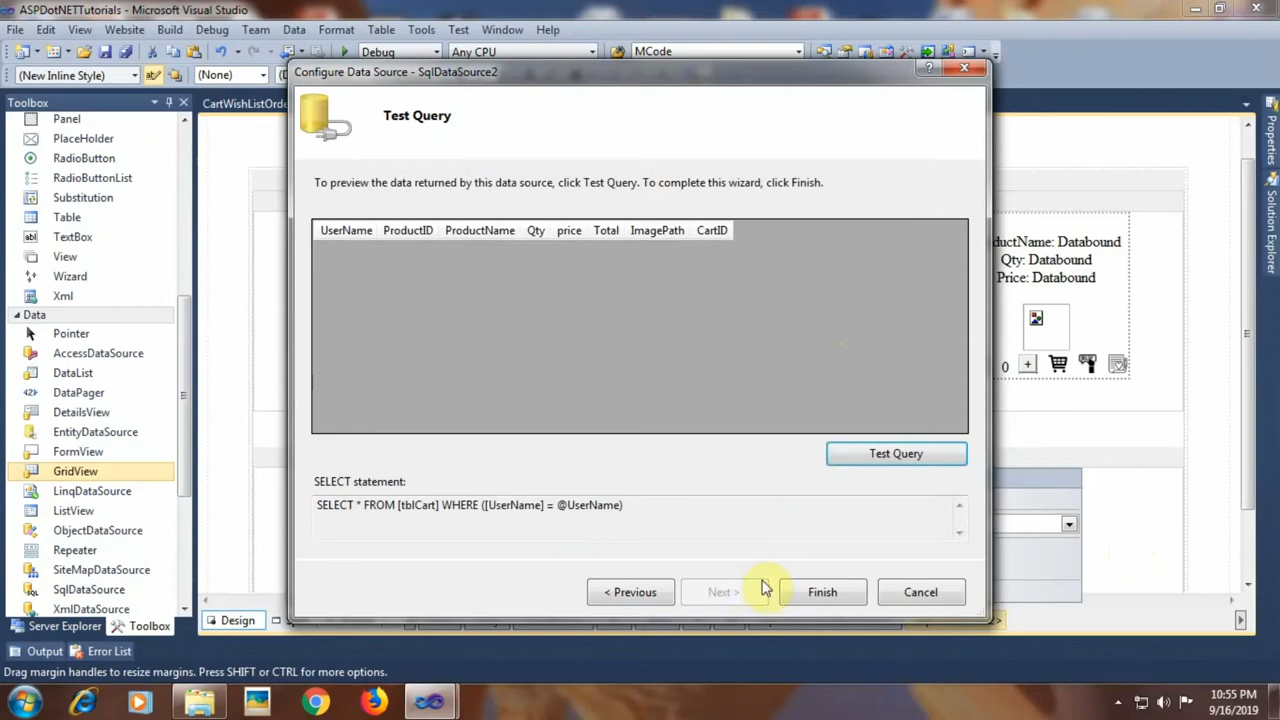 ASPDotNETTutorials - Microsoft Visual Studio
File Edit View Website Build Debug Team Data Format Table Tools Test Window Help
Debug Any CPU MCode
(New Inline Style) (None)
Configure Data Source - SqlDataSource2
?
Toolbox
CartWishListOrde
Panel
PlaceHolder
RadioButton
RadioButtonList
Substitution
Table
abl TextBox
View
Wizard
Xml
Data
Pointer
AccessDataSource
DataList
DataPager
DetailsView
EntityDataSource
FormView
GridView
LinqDataSource
ListView
ObjectDataSource
Repeater
SiteMapDataSource
SQL SqlDataSource
XmlDataSource
Server Explorer Toolbox
Test Query
To preview the data returned by this data source, click Test Query. To complete this wizard, click Finish.
UserName ProductID ProductName Qty price Total ImagePath CartID
Test Query
SELECT statement:
SELECT * FROM [tblCart] WHERE ([UserName] = @UserName)
< Previous Next > Finish Cancel
ductName: Databound
Qty: Databound
Price: Databound
0 +
Properties
Solution Explorer
Design
Output Error List
Drag margin handles to resize margins. Press SHIFT or CTRL for more options.
10:55 PM
9/16/2019